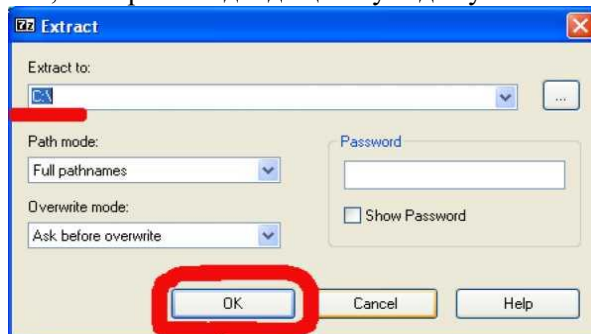 Extract
Extract to:
C:\
...
Path mode:
Password
Full pathnames
Overwrite mode:
Show Password
Ask before overwrite
OK
Cancel
Help